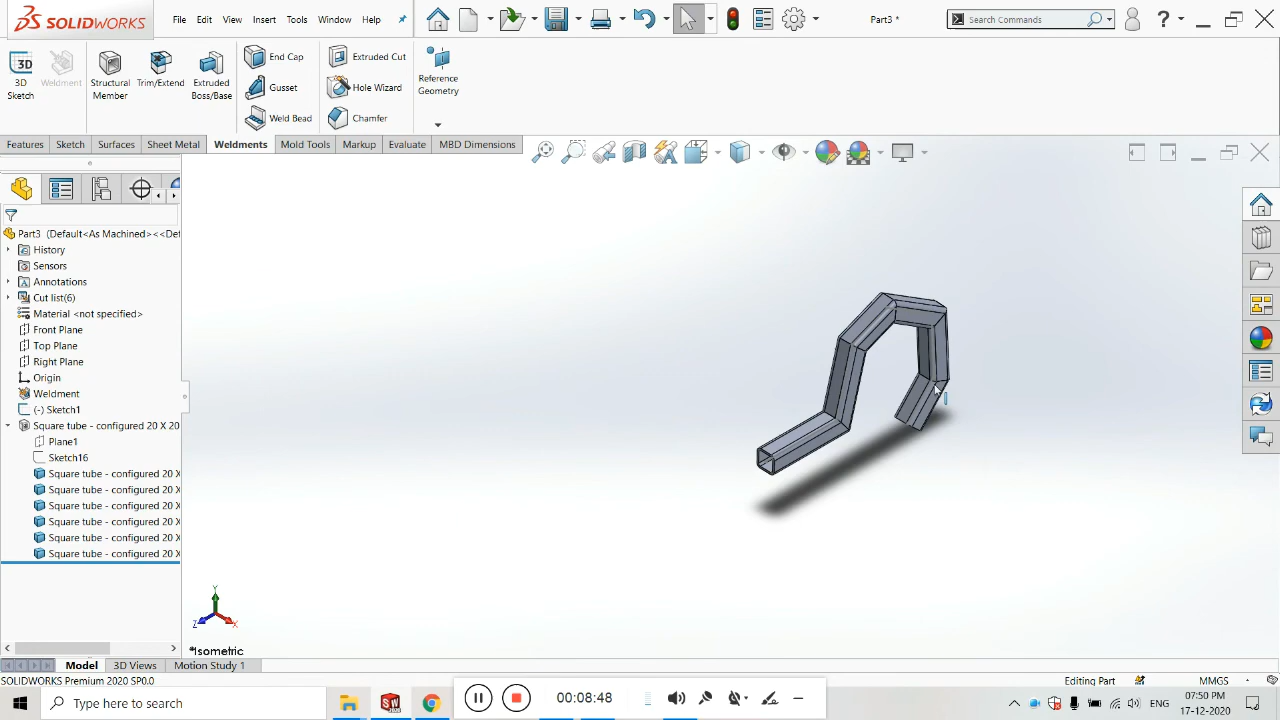 SOLIDWORKS File Edit View Insert Tools Window Help Part3 * Search Commands ?
3D Sketch Weldment Structural Member Trim/Extend Extruded Boss/Base End Cap Gusset Weld Bead Extruded Cut Hole Wizard Chamfer Reference Geometry
Features Sketch Surfaces Sheet Metal Weldments Mold Tools Markup Evaluate MBD Dimensions
Part3 (Default<As Machined><<Def
History
Sensors
Annotations
Cut list(6)
Material <not specified>
Front Plane
Top Plane
Right Plane
Origin
Weldment
(-) Sketch1
Square tube - configured 20 X 20
Plane1
Sketch16
Square tube - configured 20 X
Square tube - configured 20 X
Square tube - configured 20 X
Square tube - configured 20 X
Square tube - configured 20 X
Square tube - configured 20 X
Y
Z X
*Isometric
Model 3D Views Motion Study 1
SOLIDWORKS Premium 2020 SP0.0 Editing Part MMGS
Type here to search 00:08:48 ENG 07:50 PM
17-12-2020